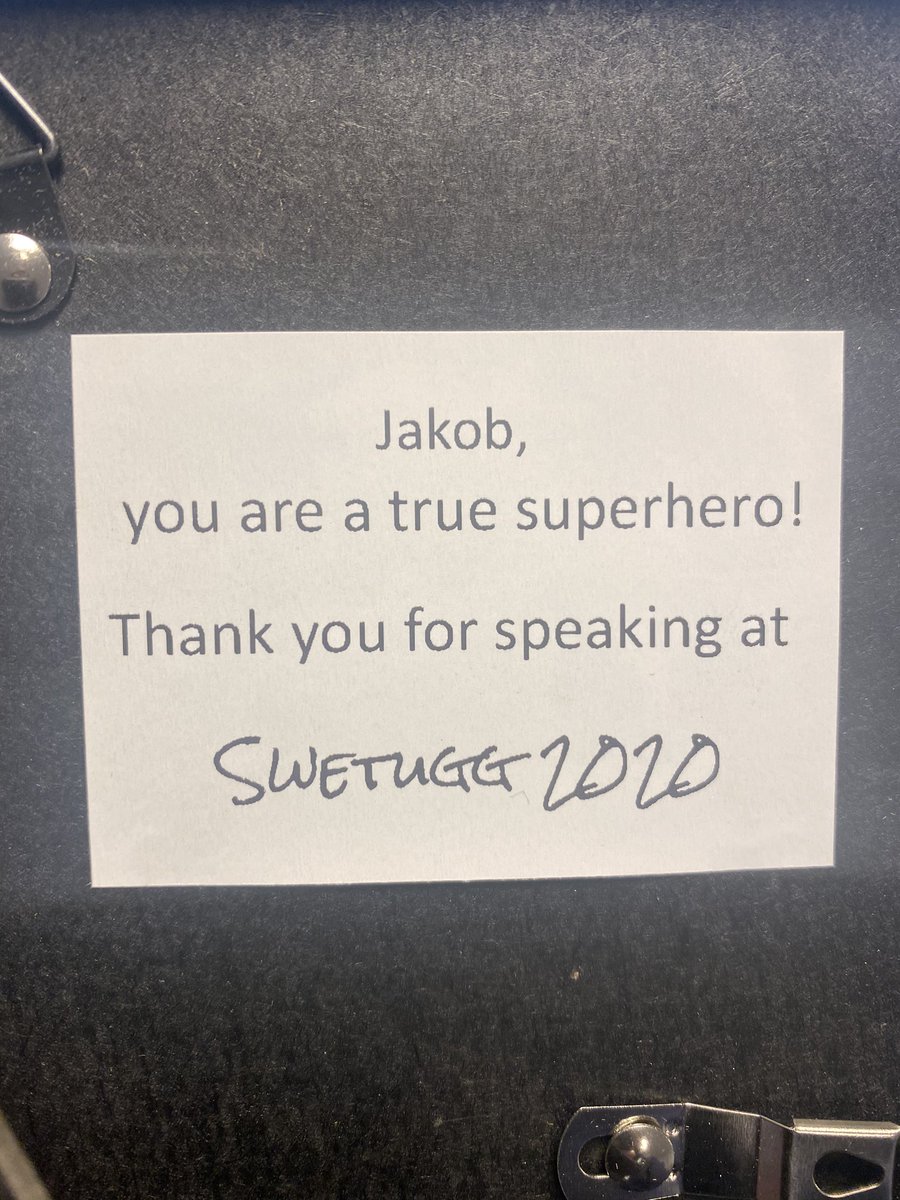 Jakob,
you are a true superhero!
Thank you for speaking at
SWETUGG 2020